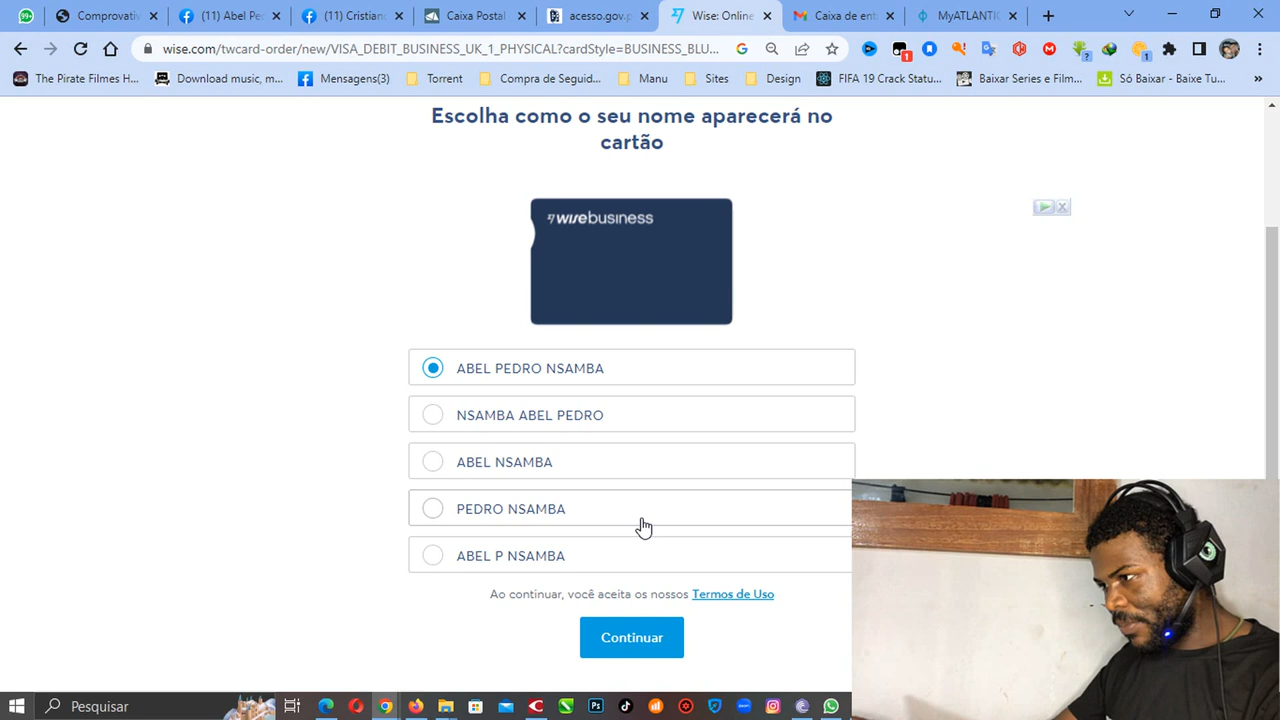 99+
Comprovativ
(11) Abel Pe
(11) Cristian
Caixa Postal
acesso.gov.p
Wise: Online
Caixa de ent
MyATLANTIC
wise.com/twcard-order/new/VISA_DEBIT_BUSINESS_UK_1_PHYSICAL?cardStyle=BUSINESS_BLU...
The Pirate Filmes H...
Download music, m...
Mensagens(3)
Torrent
Compra de Seguid...
Manu
Sites
Design
FIFA 19 Crack Statu...
Baixar Series e Film...
Só Baixar - Baixe Tu...
Escolha como o seu nome aparecerá no
cartão
wisebusiness
ABEL PEDRO NSAMBA
NSAMBA ABEL PEDRO
ABEL NSAMBA
PEDRO NSAMBA
ABEL P NSAMBA
Ao continuar, você aceita os nossos Termos de Uso
Continuar
Pesquisar